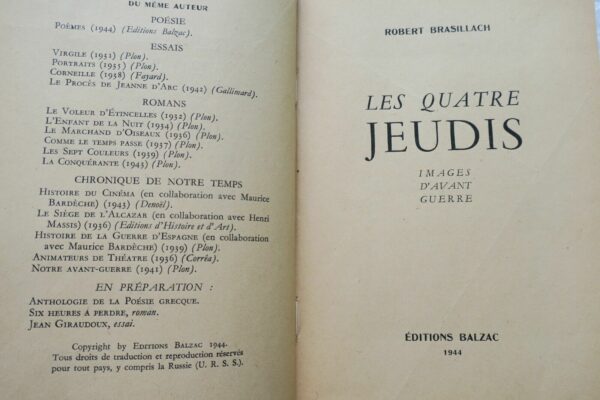 DU MÊME AUTEUR
POÉSIE
POÈMES (1944) (Editions Balzac).
ESSAIS
VIRGILE (1931) (Plon).
PORTRAITS (1935) (Plon).
CORNEILLE (1938) (Fayard).
LE PROCÈS DE JEANNE D'ARC (1942) (Gallimard).
ROMANS
LE VOLEUR D'ÉTINCELLES (1932) (Plon).
L'ENFANT DE LA NUIT (1934) (Plon).
LE MARCHAND D'OISEAUX (1936) (Plon).
COMME LE TEMPS PASSE (1937) (Plon).
LES SEPT COULEURS (1939) (Plon).
LA CONQUÉRANTE (1943) (Plon).
CHRONIQUE DE NOTRE TEMPS
HISTOIRE DU CINÉMA (en collaboration avec MAURICE
BARDÈCHE) (1943) (Denoël).
LE SIÈGE DE L'ALCAZAR (en collaboration avec HENRI
MASSIS) (1936) (Editions d'Histoire et d'Art).
HISTOIRE DE LA GUERRE D'ESPAGNE (en collaboration
avec MAURICE BARDÈCHE) (1939) (Plon).
ANIMATEURS DE THÉATRE (1936) (Corrêa).
NOTRE AVANT-GUERRE (1941) (Plon).
EN PRÉPARATION :
ANTHOLOGIE DE LA POÉSIE GRECQUE.
SIX HEURES A PERDRE, roman.
JEAN GIRAUDOUX, essai.
Copyright by EDITIONS BALZAC 1944.
Tous droits de traduction et reproduction réservés
pour tout pays, y compris la Russie (U. R. S. S.).
ROBERT BRASILLACH
LES QUATRE
JEUDIS
IMAGES
D'AVANT
GUERRE
ÉDITIONS BALZAC
1944